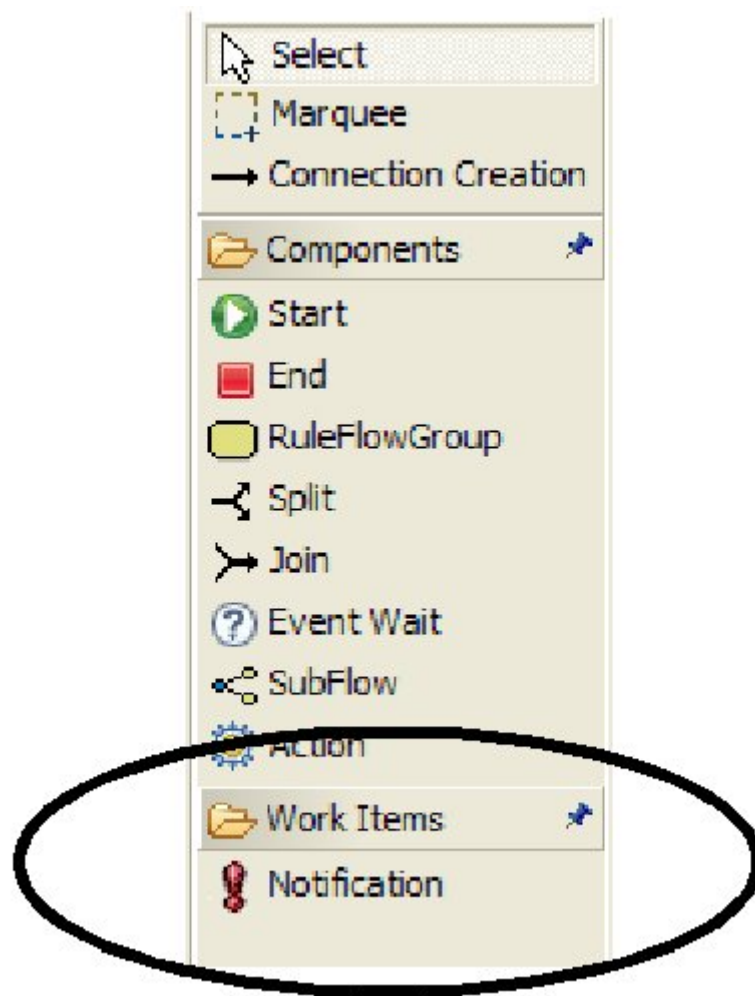 Select
Marquee
Connection Creation
Components
Start
End
RuleFlowGroup
Split
Join
Event Wait
SubFlow
Action
Work Items
Notification